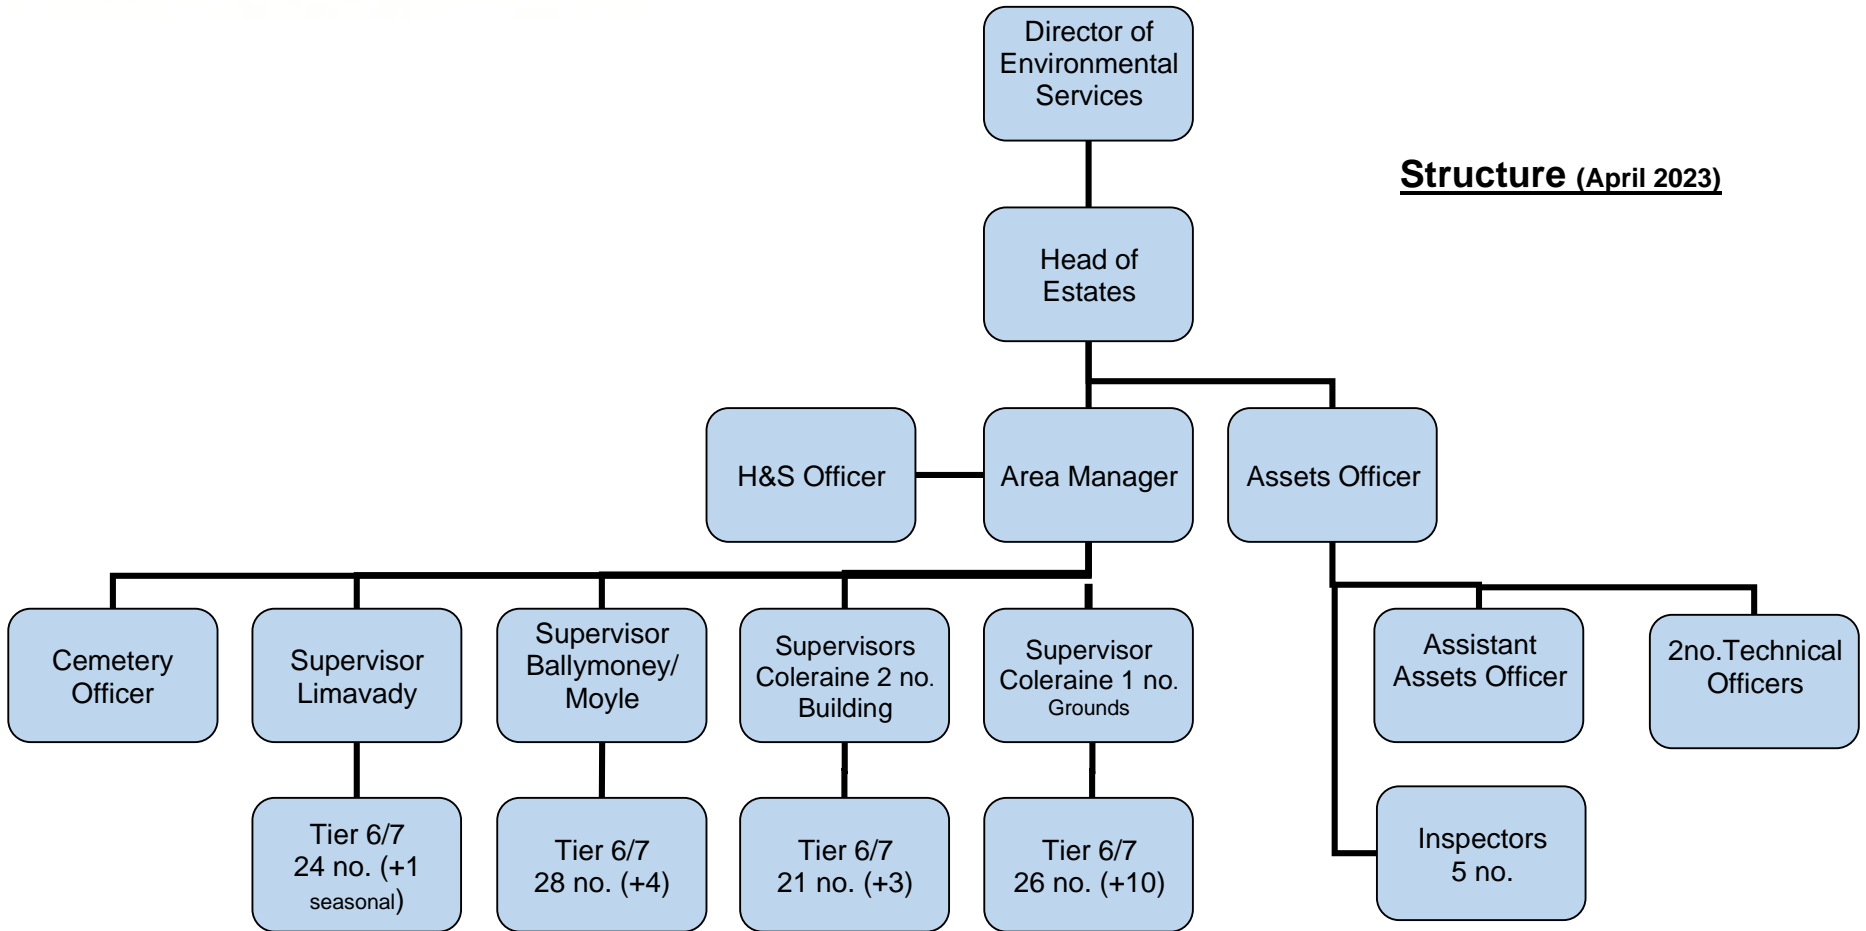 Director of
Environmental
Services
Structure (April 2023)
Head of
Estates
H&S Officer
Area Manager
Assets Officer
Cemetery
Officer
Supervisor
Limavady
Supervisor
Ballymoney/
Moyle
Supervisors
Coleraine 2 no.
Building
Supervisor
Coleraine 1 no.
Grounds
Assistant
Assets Officer
2no.Technical
Officers
Tier 6/7
24 no. (+1
seasonal)
Tier 6/7
28 no. (+4)
Tier 6/7
21 no. (+3)
Tier 6/7
26 no. (+10)
Inspectors
5 no.